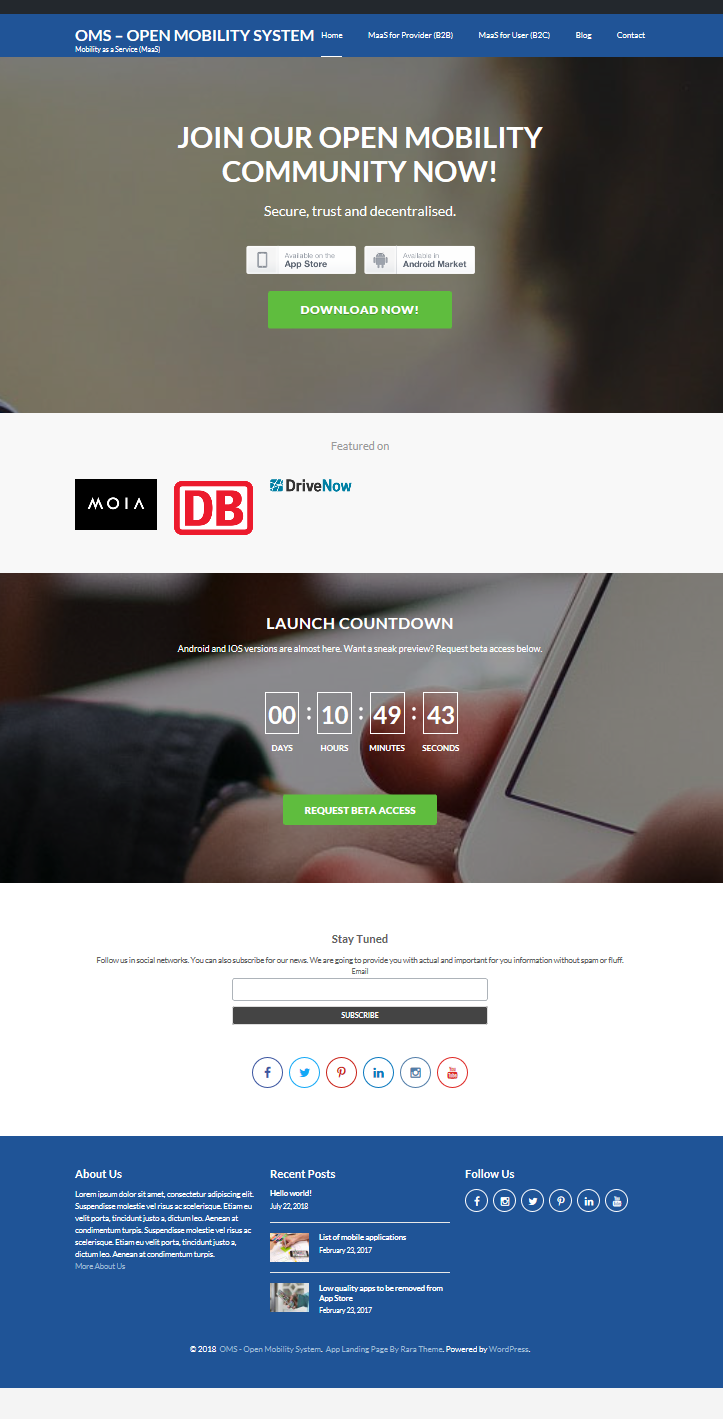 OMS – OPEN MOBILITY SYSTEM
Mobility as a Service (MaaS)
Home
MaaS for Provider (B2B)
MaaS for User (B2C)
Blog
Contact
JOIN OUR OPEN MOBILITY
COMMUNITY NOW!
Secure, trust and decentralised.
Available on the
App Store
Available in
Android Market
DOWNLOAD NOW!
Featured on
MOIA
DB
DriveNow
LAUNCH COUNTDOWN
Android and IOS versions are almost here. Want a sneak preview? Request beta access below.
00 : 10 : 49 : 43
DAYS HOURS MINUTES SECONDS
REQUEST BETA ACCESS
Stay Tuned
Follow us in social networks. You can also subscribe for our news. We are going to provide you with actual and important for you information without spam or fluff.
Email
SUBSCRIBE
About Us
Lorem ipsum dolor sit amet, consectetur adipiscing elit.
Suspendisse molestie vel risus ac scelerisque. Etiam eu
velit porta, tincidunt justo a, dictum leo. Aenean at
condimentum turpis. Suspendisse molestie vel risus ac
scelerisque. Etiam eu velit porta, tincidunt justo a,
dictum leo. Aenean at condimentum turpis.
More About Us
Recent Posts
Hello world!
July 22, 2018
List of mobile applications
February 23, 2017
Low quality apps to be removed from
App Store
February 23, 2017
Follow Us
© 2018 OMS - Open Mobility System. App Landing Page By Rara Theme. Powered by WordPress.